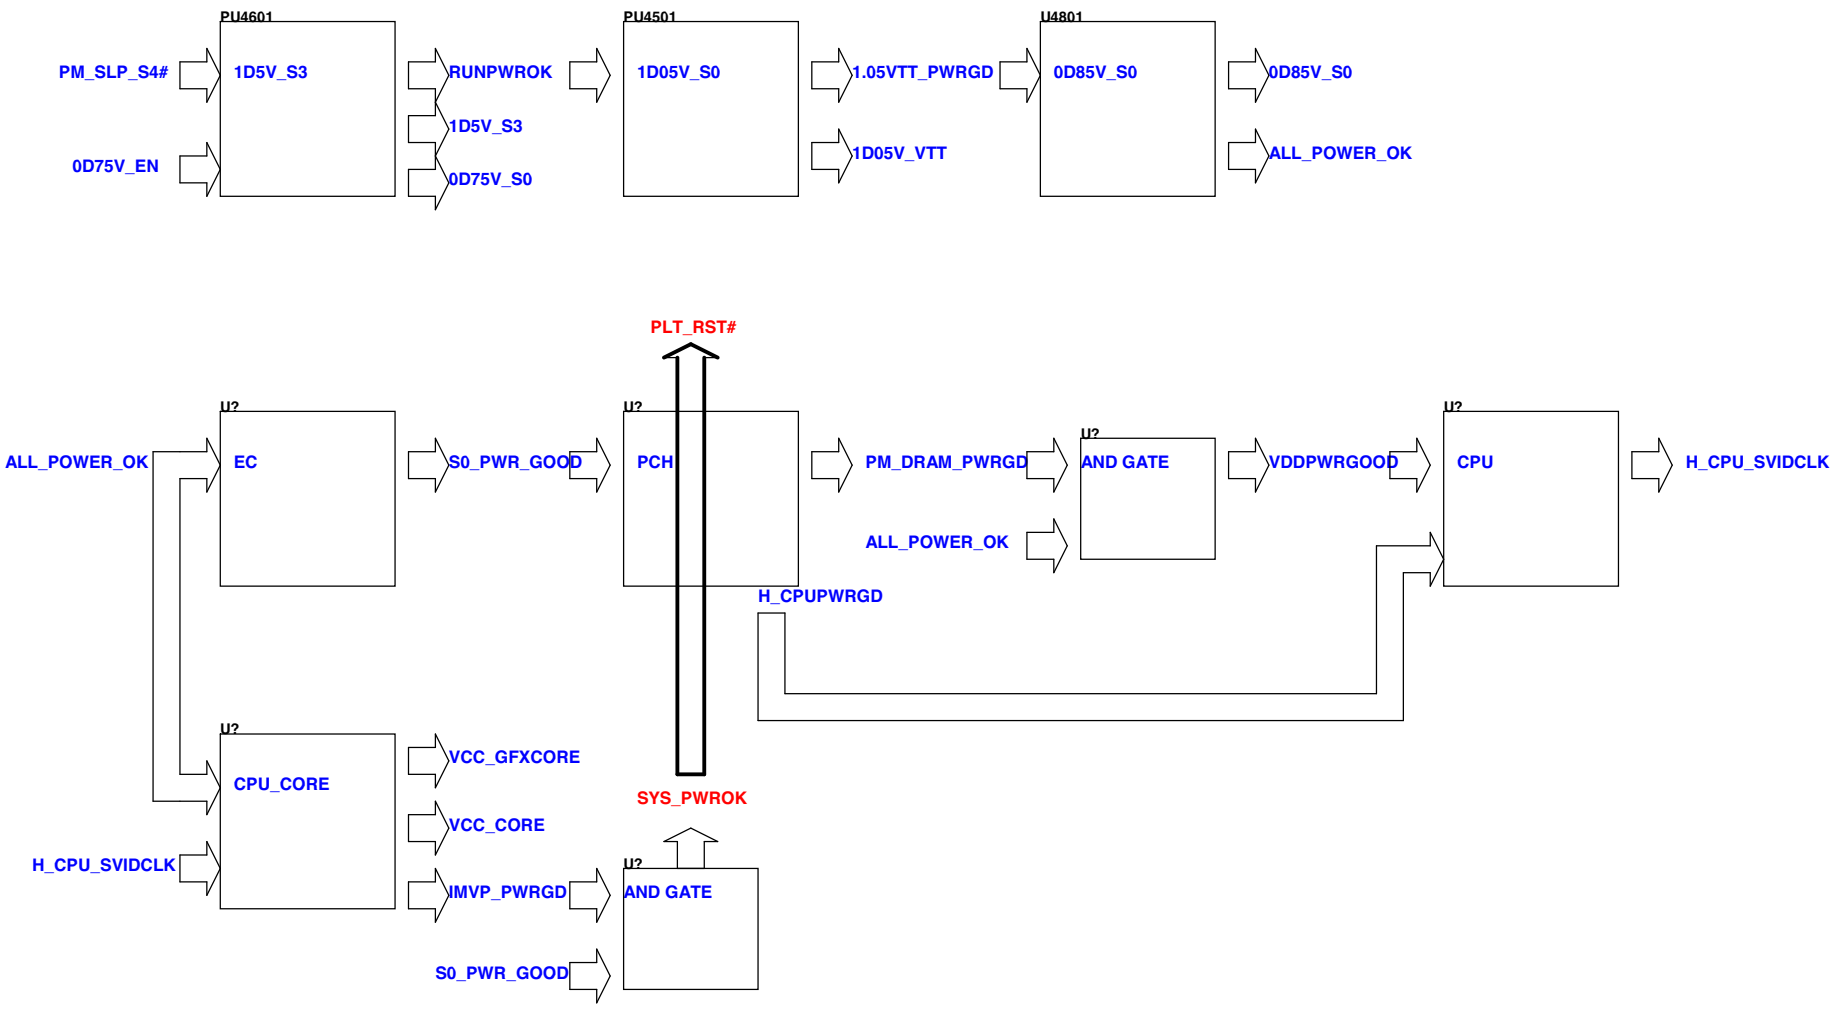 PU4601
PU4501
U4801
PM_SLP_S4#
1D5V_S3
RUNPWROK
1D05V_S0
1.05VTT_PWRGD
0D85V_S0
0D85V_S0
1D5V_S3
0D75V_EN
0D75V_S0
1D05V_VTT
ALL_POWER_OK
PLT_RST#
U?
U?
U?
U?
ALL_POWER_OK
EC
S0_PWR_GOOD
PCH
PM_DRAM_PWRGD
AND GATE
VDDPWRGOOD
CPU
H_CPU_SVIDCLK
ALL_POWER_OK
H_CPUPWRGD
U?
CPU_CORE
VCC_GFXCORE
SYS_PWROK
VCC_CORE
H_CPU_SVIDCLK
U?
IMVP_PWRGD
AND GATE
S0_PWR_GOOD